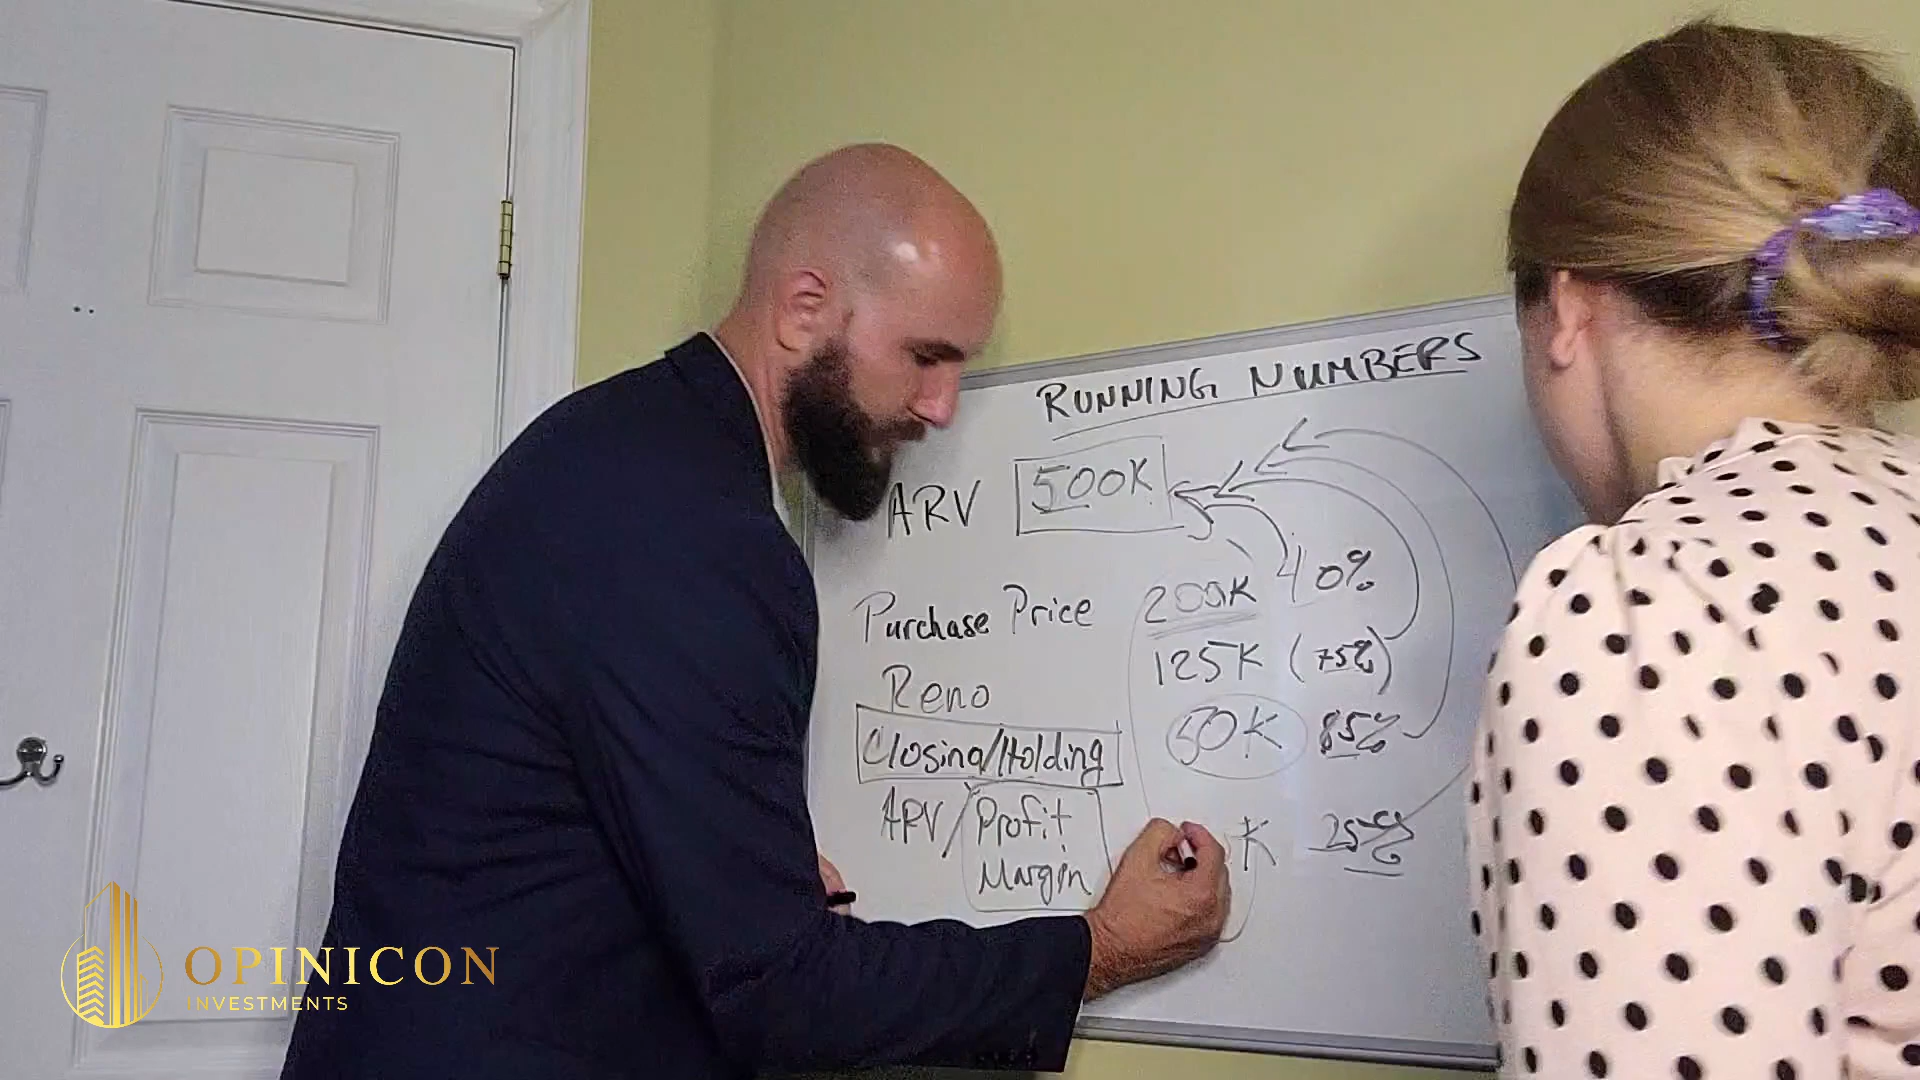 RUNNING NUMBERS
ARV 500K
Purchase Price 200K 40%
Reno 125K (75%)
Closing/Holding 50K 85%
ARV/Profit Margin K 25%
OPINICON
INVESTMENTS